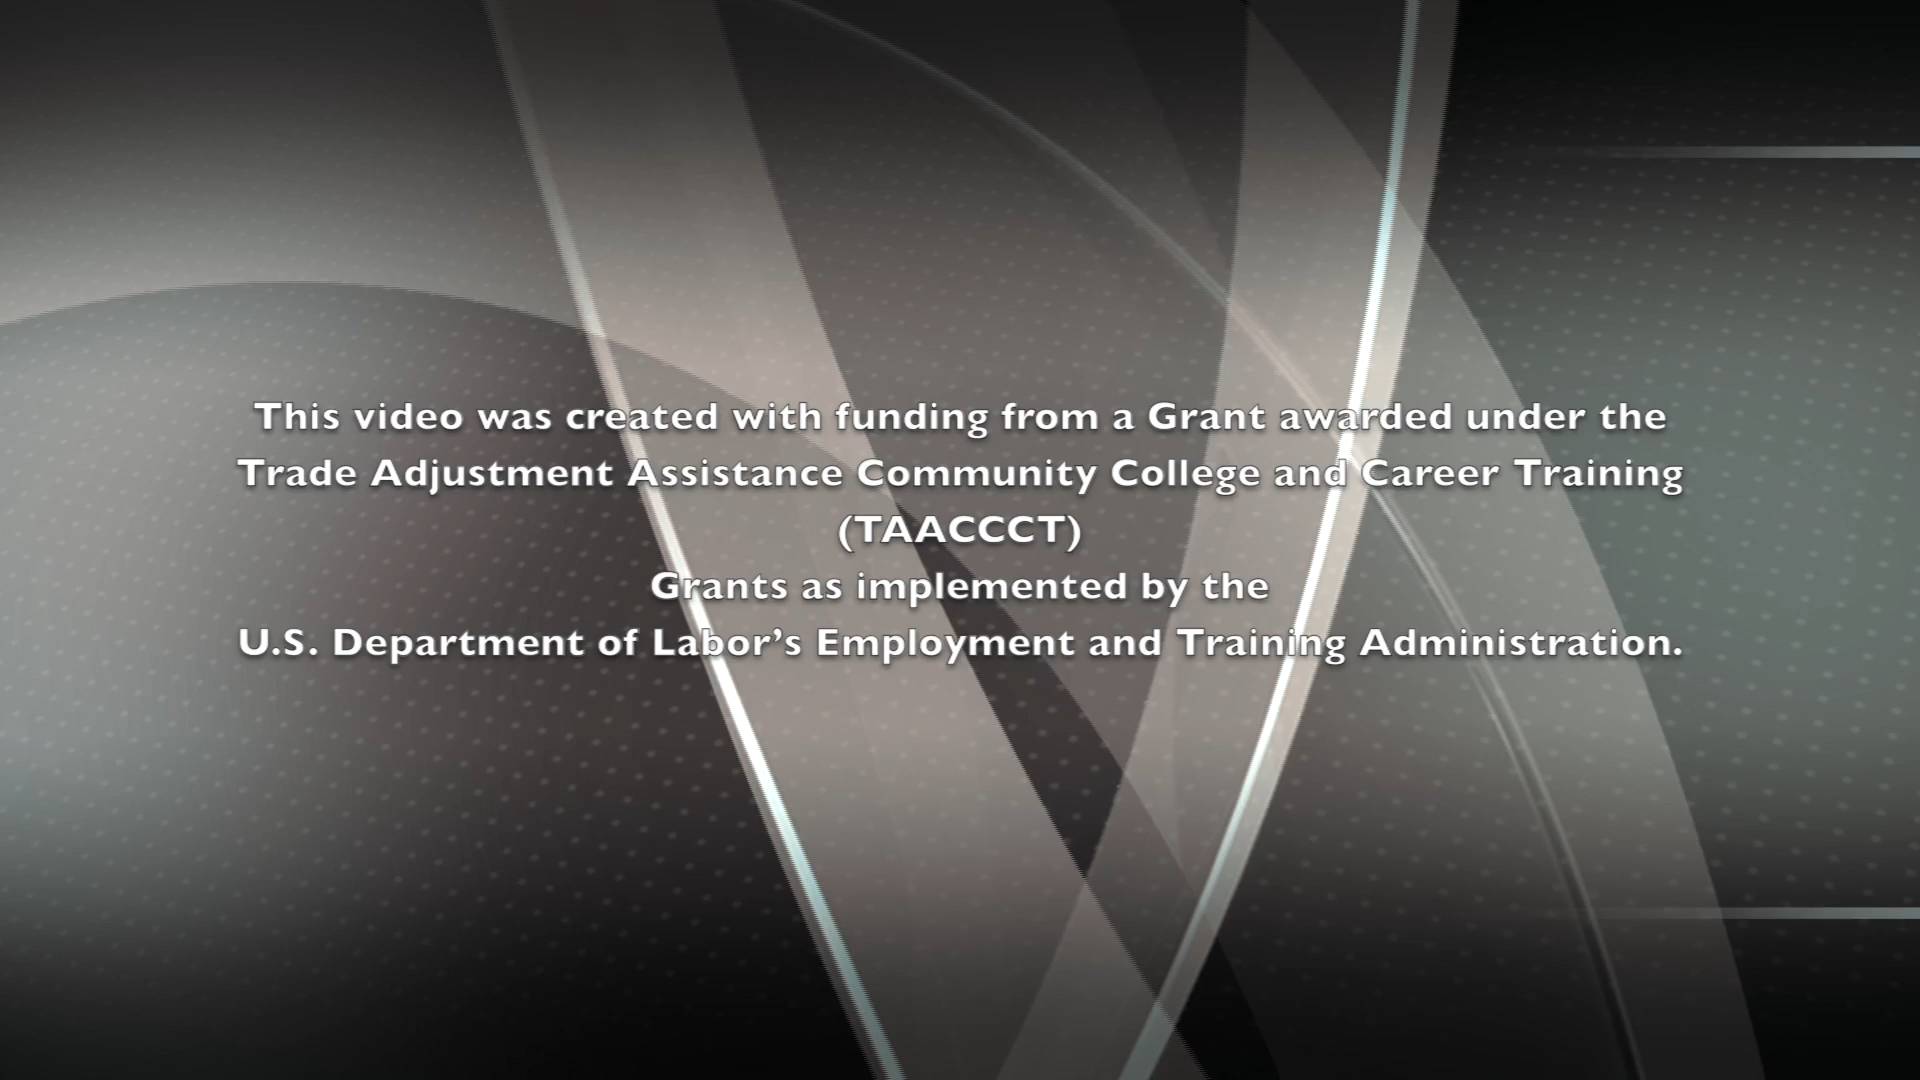 This video was created with funding from a Grant awarded under the
Trade Adjustment Assistance Community College and Career Training
(TAACCCT)
Grants as implemented by the
U.S. Department of Labor’s Employment and Training Administration.